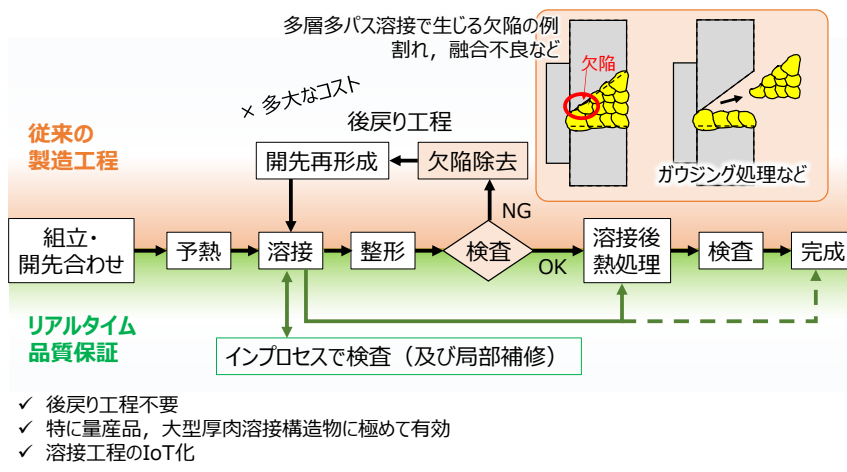 多層多パス溶接で生じる欠陥の例
割れ，融合不良など
欠陥
ガウジング処理など
× 多大なコスト
後戻り工程
従来の
製造工程
開先再形成
欠陥除去
NG
組立・
開先合わせ
予熱
溶接
整形
検査
OK
溶接後
熱処理
検査
完成
リアルタイム
品質保証
インプロセスで検査（及び局部補修）
✓ 後戻り工程不要
✓ 特に量産品，大型厚肉溶接構造物に極めて有効
✓ 溶接工程のIoT化